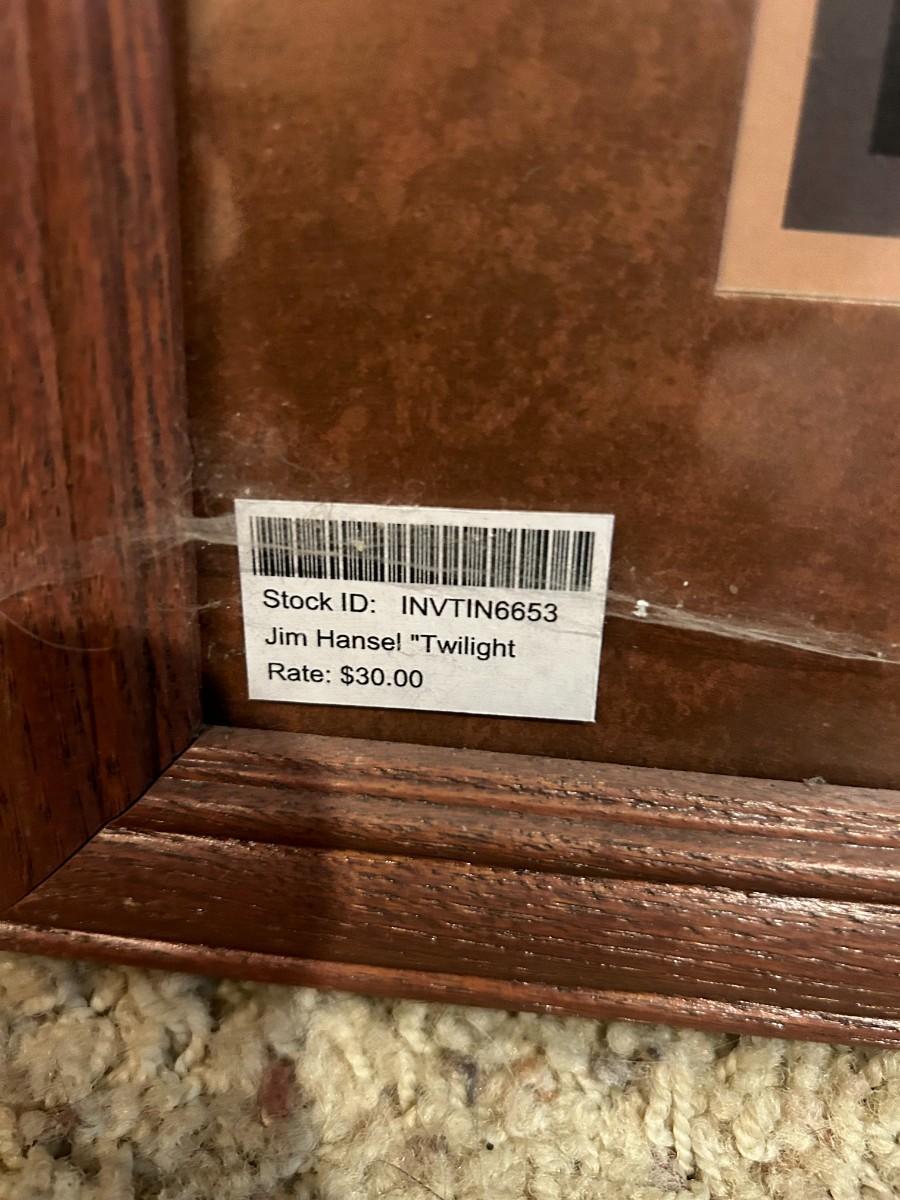 Stock ID: INVTIN6653
Jim Hansel "Twilight
Rate: $30.00